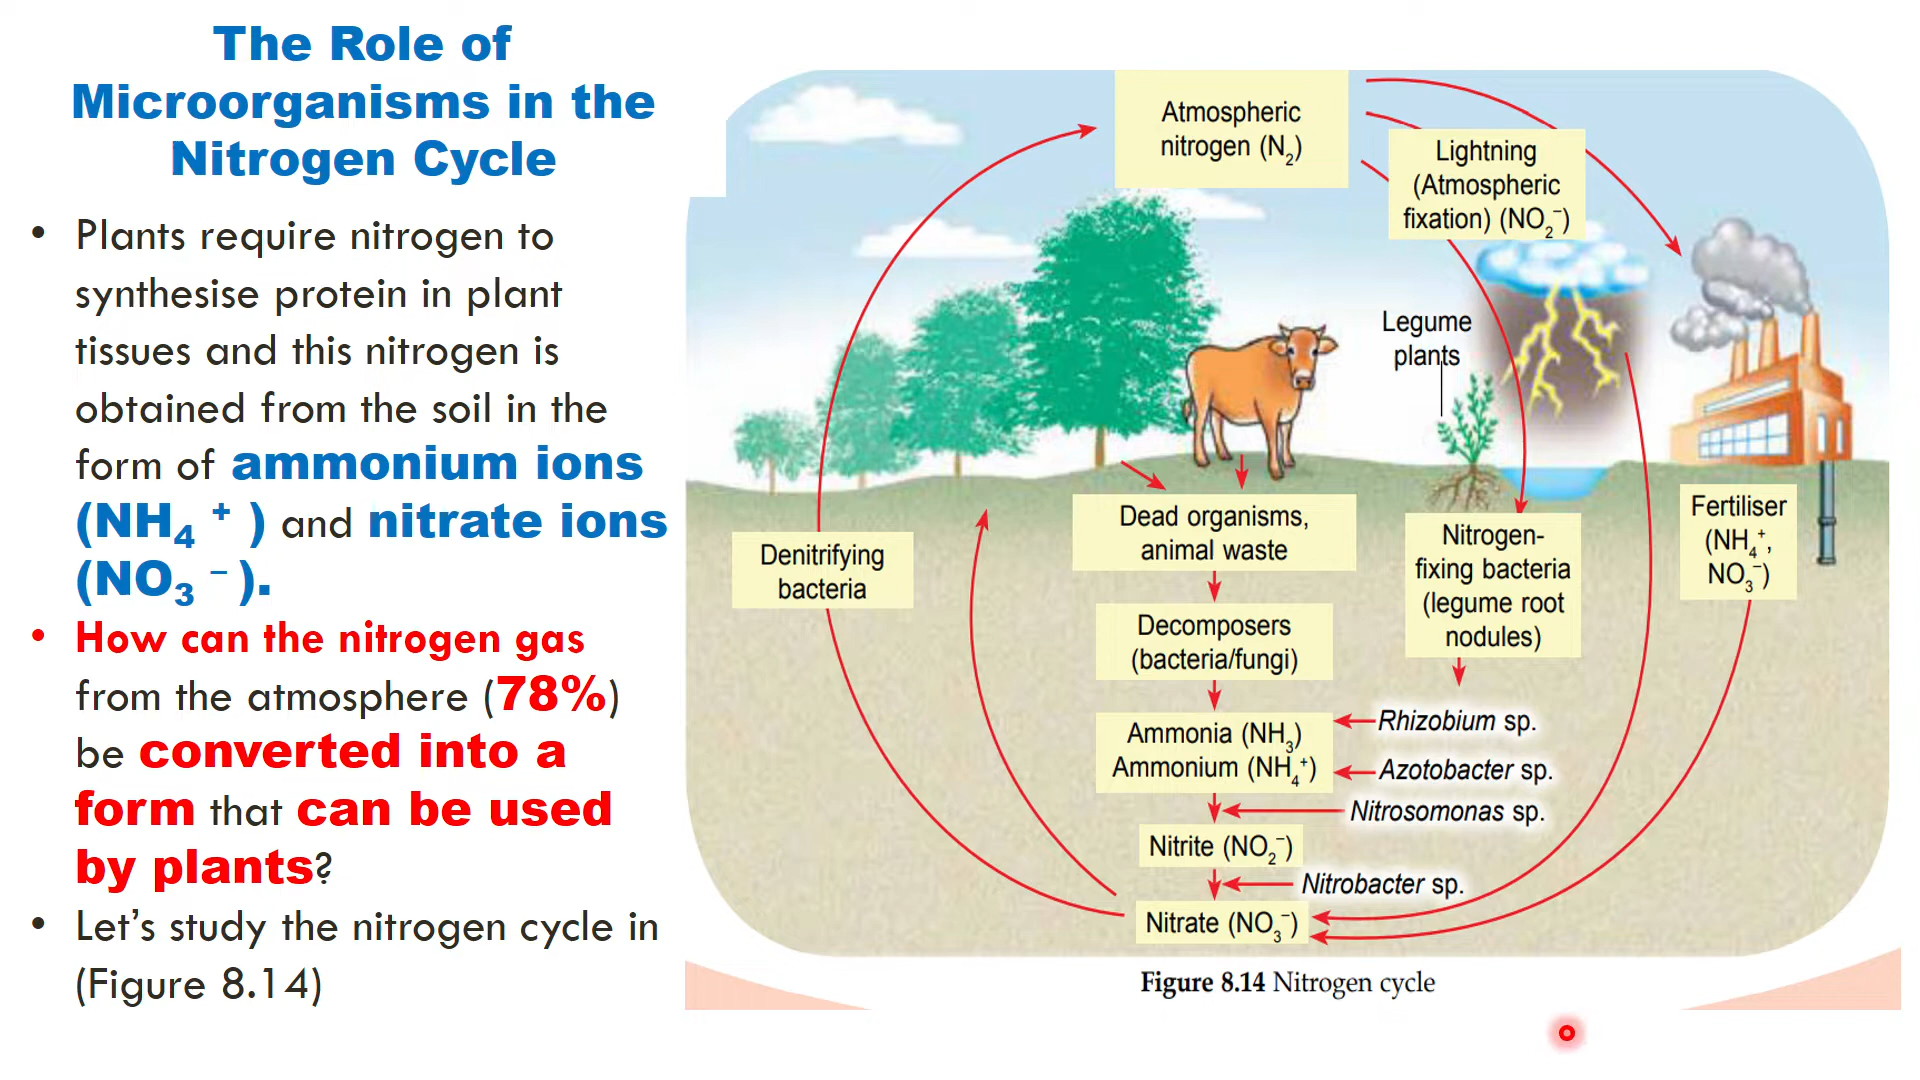 The Role of
Microorganisms in the
Nitrogen Cycle
• Plants require nitrogen to
synthesise protein in plant
tissues and this nitrogen is
obtained from the soil in the
form of ammonium ions
(NH₄ ⁺ ) and nitrate ions
(NO₃ ⁻ ).
• How can the nitrogen gas
from the atmosphere (78%)
be converted into a
form that can be used
by plants?
• Let’s study the nitrogen cycle in
(Figure 8.14)
Atmospheric
nitrogen (N₂)
Lightning
(Atmospheric
fixation) (NO₂⁻)
Legume
plants
Denitrifying
bacteria
Dead organisms,
animal waste
Decomposers
(bacteria/fungi)
Nitrogen-
fixing bacteria
(legume root
nodules)
Fertiliser
(NH₄⁺,
NO₃⁻)
Ammonia (NH₃)
Ammonium (NH₄⁺)
Rhizobium sp.
Azotobacter sp.
Nitrosomonas sp.
Nitrite (NO₂⁻)
Nitrobacter sp.
Nitrate (NO₃⁻)
Figure 8.14 Nitrogen cycle